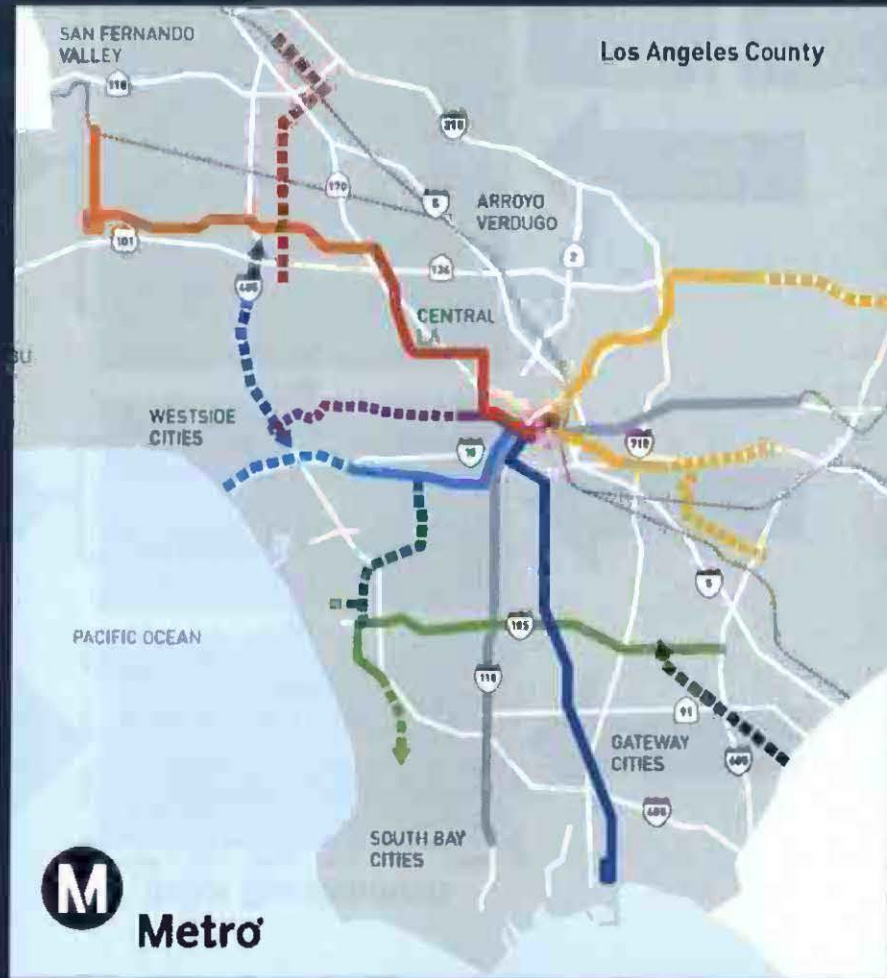 SAN FERNANDO
VALLEY
Los Angeles County
118
210
170
5
ARROYO
VERDUGO
101
2
405
CENTRAL
LA
WESTSIDE
CITIES
10
710
5
PACIFIC OCEAN
105
110
91
GATEWAY
CITIES
605
405
SOUTH BAY
CITIES
M
Metro